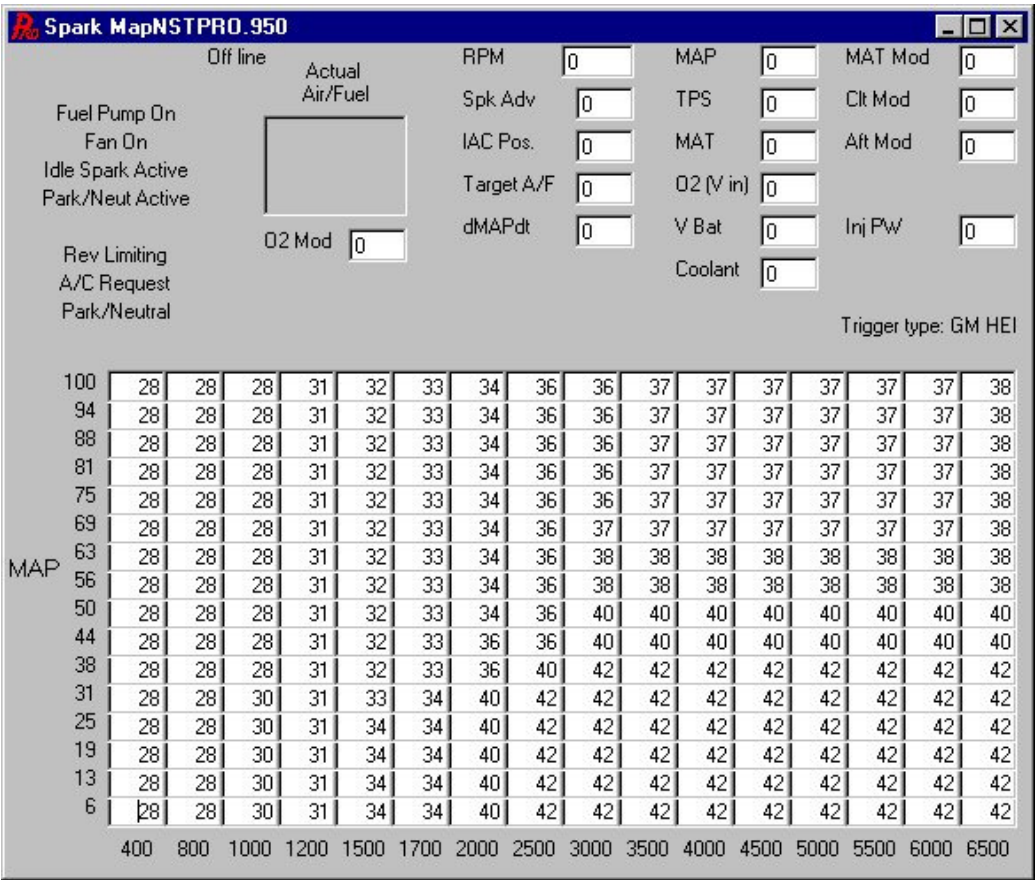 Spark MapNSTPRO.950
Off line
Actual
Air/Fuel
RPM 0 MAP 0 MAT Mod 0
Fuel Pump On
Spk Adv 0 TPS 0 Clt Mod 0
Fan On
IAC Pos. 0 MAT 0 Aft Mod 0
Idle Spark Active
Target A/F 0 O2 (V in) 0
Park/Neut Active
O2 Mod 0 dMAPdt 0 V Bat 0 Inj PW 0
Rev Limiting
A/C Request
Coolant 0
Park/Neutral
Trigger type: GM HEI
100 28 28 28 31 32 33 34 36 36 37 37 37 37 37 37 38
94 28 28 28 31 32 33 34 36 36 37 37 37 37 37 37 38
88 28 28 28 31 32 33 34 36 36 37 37 37 37 37 37 38
81 28 28 28 31 32 33 34 36 36 37 37 37 37 37 37 38
75 28 28 28 31 32 33 34 36 36 37 37 37 37 37 37 38
69 28 28 28 31 32 33 34 36 37 37 37 37 37 37 37 38
63 28 28 28 31 32 33 34 36 38 38 38 38 38 38 38 38
MAP
56 28 28 28 31 32 33 34 36 38 38 38 38 38 38 38 38
50 28 28 28 31 32 33 34 36 40 40 40 40 40 40 40 40
44 28 28 28 31 32 33 36 36 40 40 40 40 40 40 40 40
38 28 28 28 31 32 33 36 40 42 42 42 42 42 42 42 42
31 28 28 30 31 33 34 40 42 42 42 42 42 42 42 42 42
25 28 28 30 31 34 34 40 42 42 42 42 42 42 42 42 42
19 28 28 30 31 34 34 40 42 42 42 42 42 42 42 42 42
13 28 28 30 31 34 34 40 42 42 42 42 42 42 42 42 42
6 28 28 30 31 34 34 40 42 42 42 42 42 42 42 42 42
400 800 1000 1200 1500 1700 2000 2500 3000 3500 4000 4500 5000 5500 6000 6500